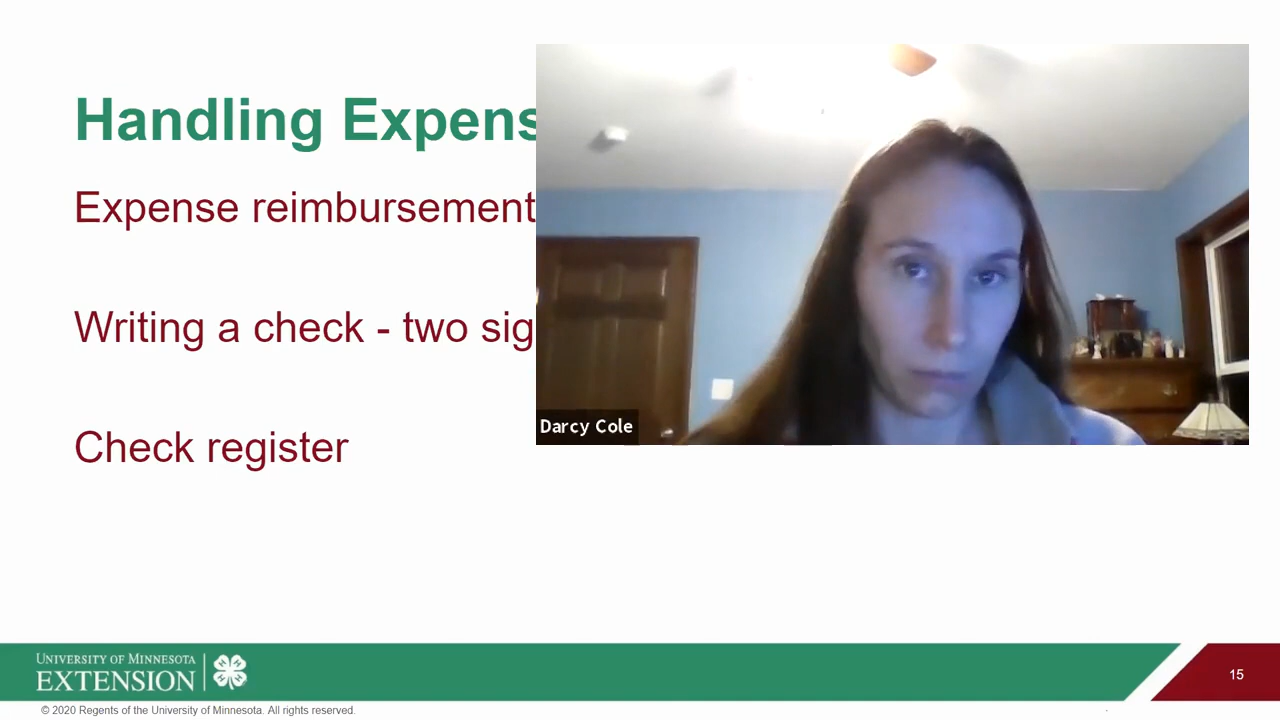 Handling Expens
Expense reimbursement
Writing a check - two sig
Check register
Darcy Cole
UNIVERSITY OF MINNESOTA
EXTENSION
15
© 2020 Regents of the University of Minnesota. All rights reserved.